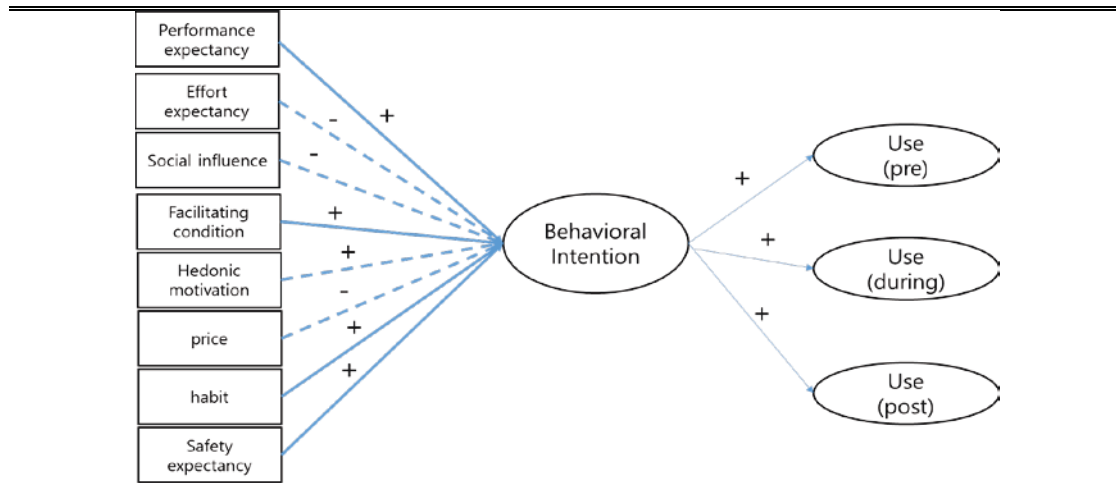 Performance
expectancy
Effort
expectancy
Social influence
Facilitating
condition
Hedonic
motivation
price
habit
Safety
expectancy
+
-
-
+
+
-
+
+
Behavioral
Intention
+
+
+
Use
(pre)
Use
(during)
Use
(post)